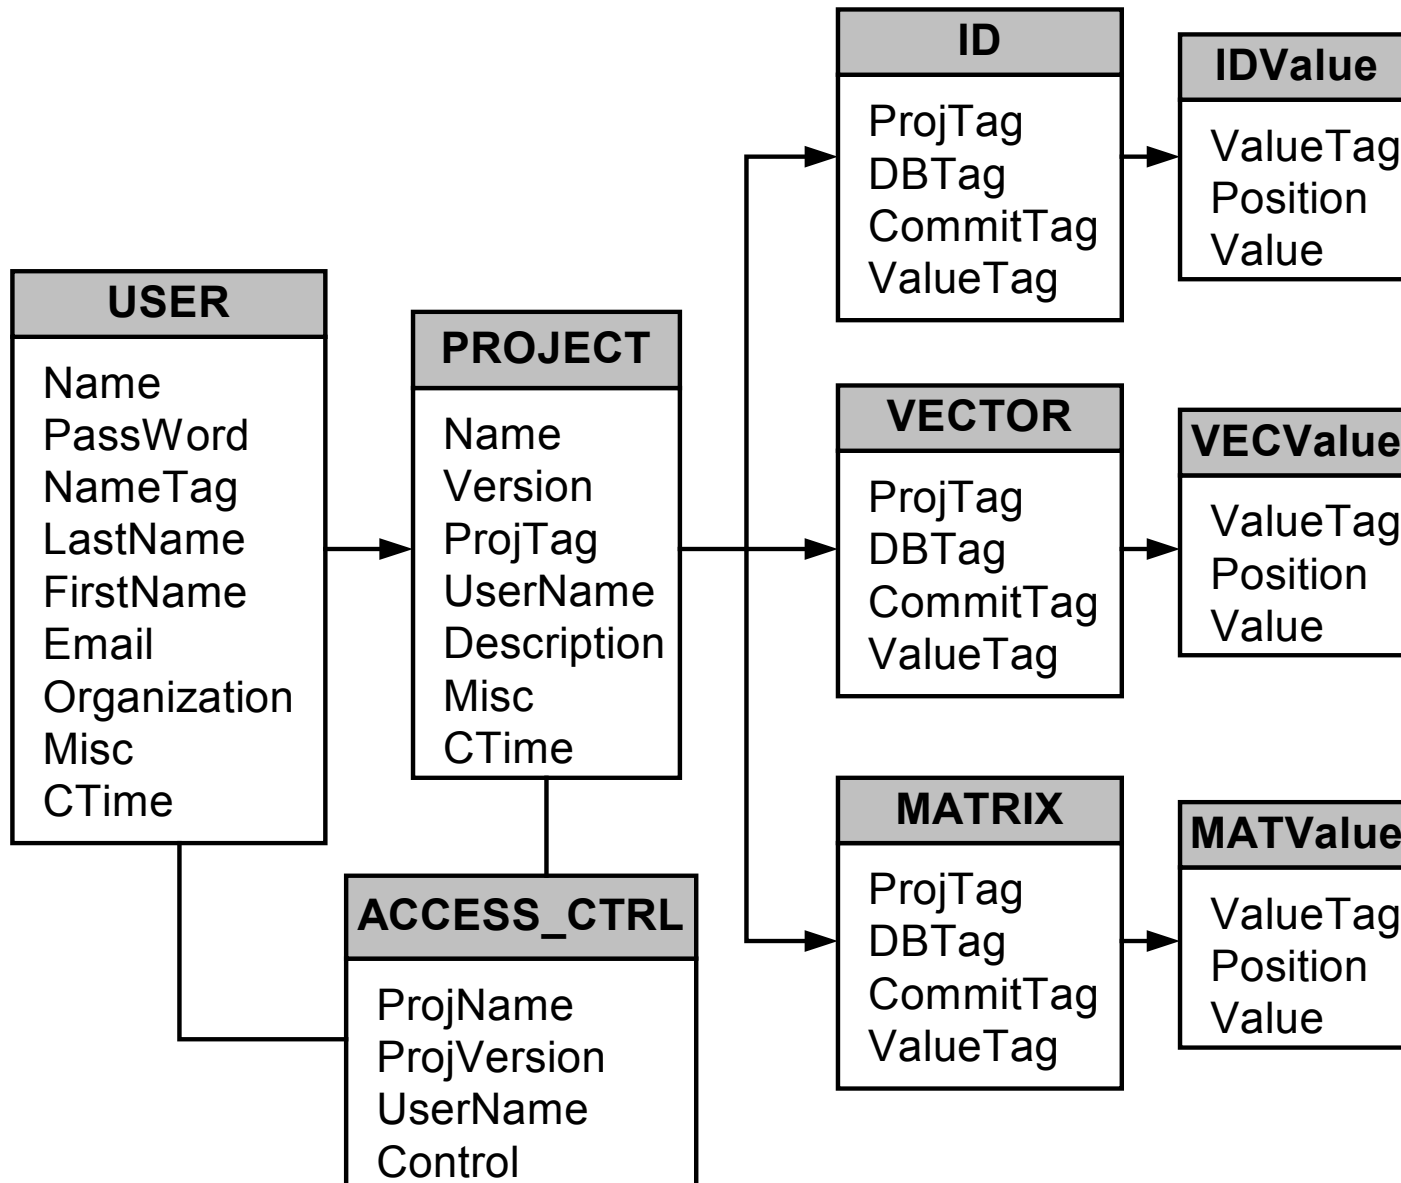 USER
Name
PassWord
NameTag
LastName
FirstName
Email
Organization
Misc
CTime
PROJECT
Name
Version
ProjTag
UserName
Description
Misc
CTime
ACCESS_CTRL
ProjName
ProjVersion
UserName
Control
ID
ProjTag
DBTag
CommitTag
ValueTag
IDValue
ValueTag
Position
Value
VECTOR
ProjTag
DBTag
CommitTag
ValueTag
VECValue
ValueTag
Position
Value
MATRIX
ProjTag
DBTag
CommitTag
ValueTag
MATValue
ValueTag
Position
Value